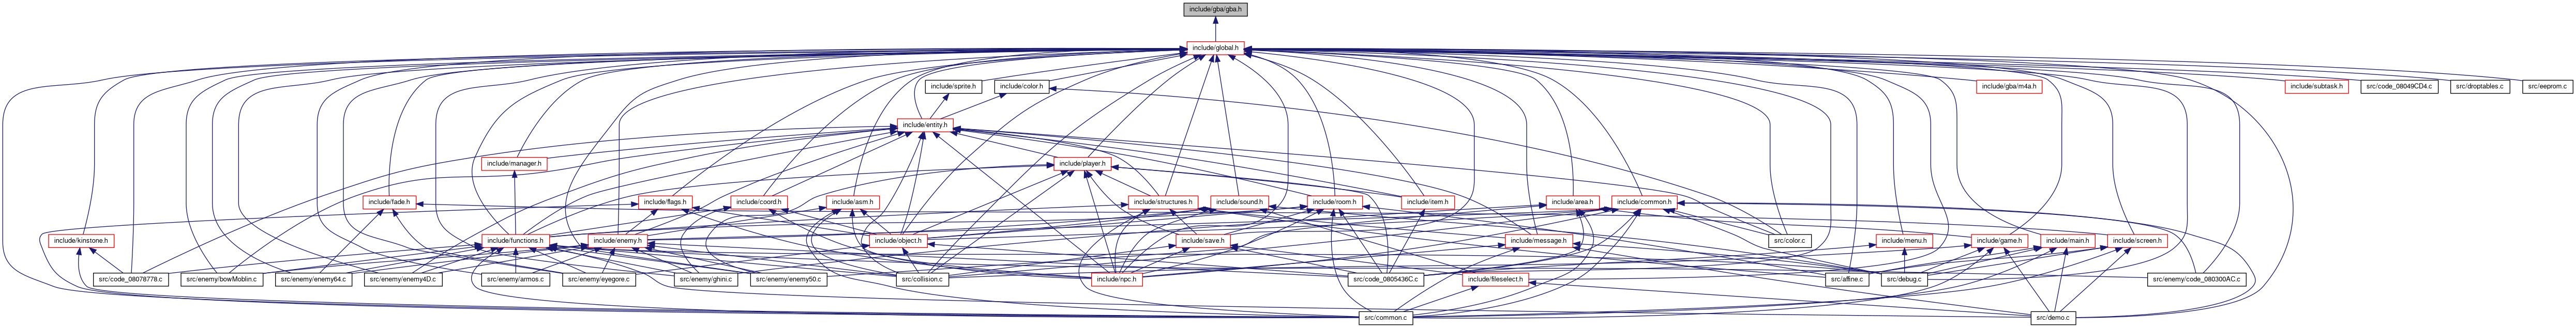 include/gba/gba.h
include/global.h
include/sprite.h
include/color.h
include/gba/m4a.h
include/subtask.h
src/code_08049CD4.c
src/droptables.c
src/eeprom.c
include/entity.h
include/manager.h
include/player.h
include/fade.h
include/flags.h
include/coord.h
include/asm.h
include/structures.h
include/sound.h
include/room.h
include/item.h
include/area.h
include/common.h
include/kinstone.h
include/functions.h
include/enemy.h
include/object.h
include/save.h
include/message.h
src/color.c
include/menu.h
include/game.h
include/main.h
include/screen.h
src/code_08078778.c
src/enemy/bowMoblin.c
src/enemy/enemy64.c
src/enemy/enemy4D.c
src/enemy/armos.c
src/enemy/eyegore.c
src/enemy/ghini.c
src/enemy/enemy50.c
src/collision.c
include/npc.h
src/code_0805436C.c
include/fileselect.h
src/affine.c
src/debug.c
src/enemy/code_080300AC.c
src/common.c
src/demo.c